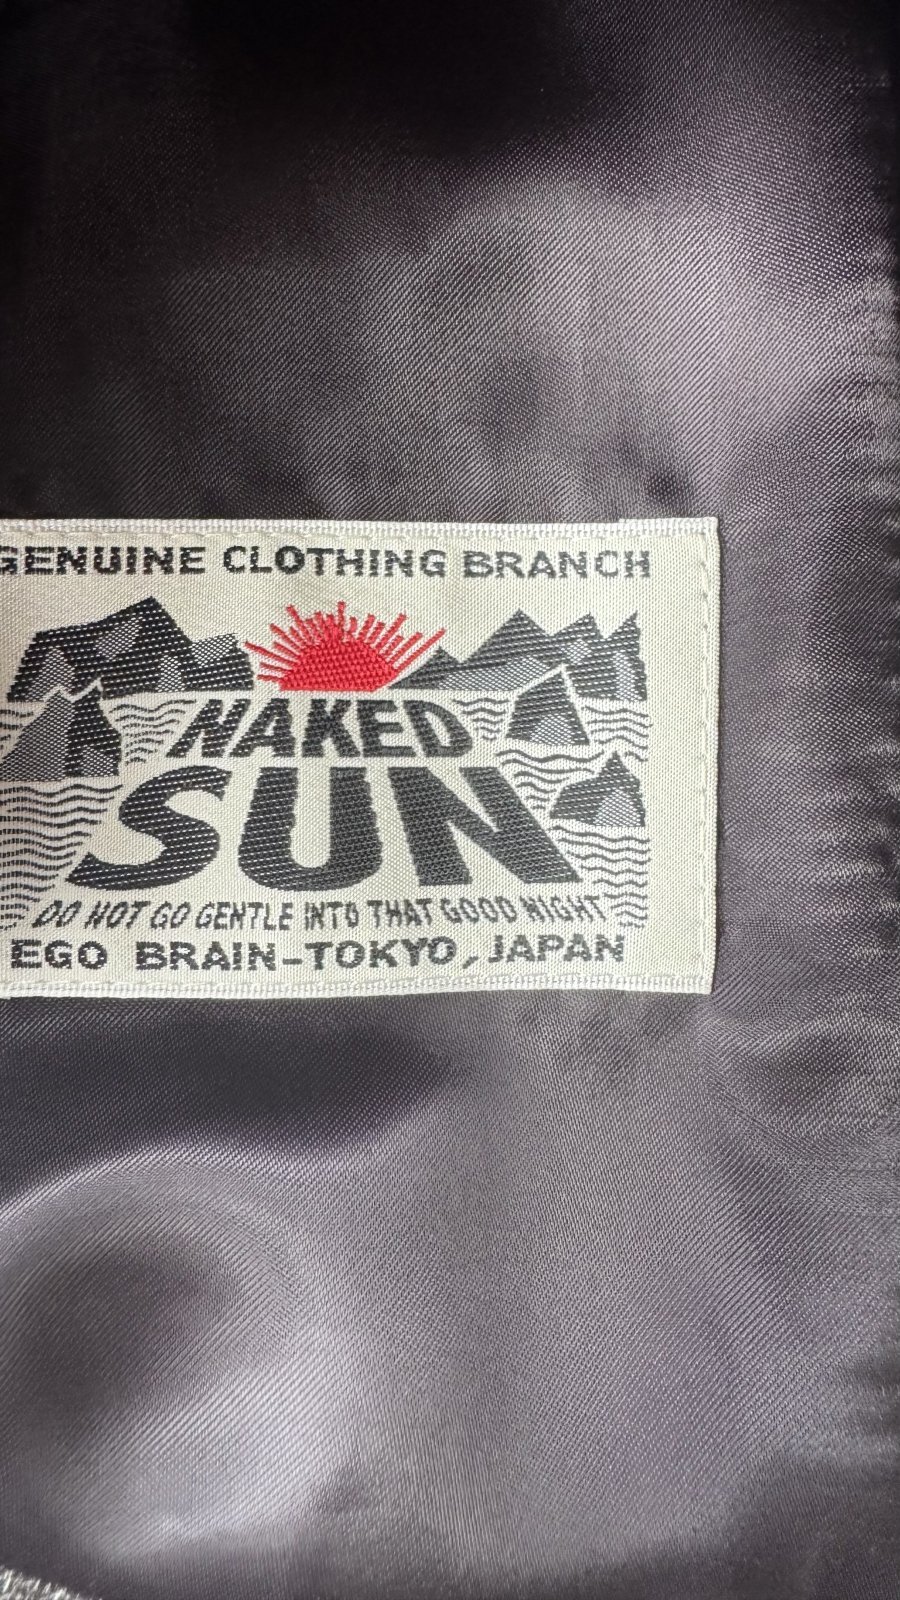 GENUINE CLOTHING BRANCH
NAKED
SUN
DO NOT GO GENTLE INTO THAT GOOD NIGHT
EGO BRAIN-TOKYO, JAPAN